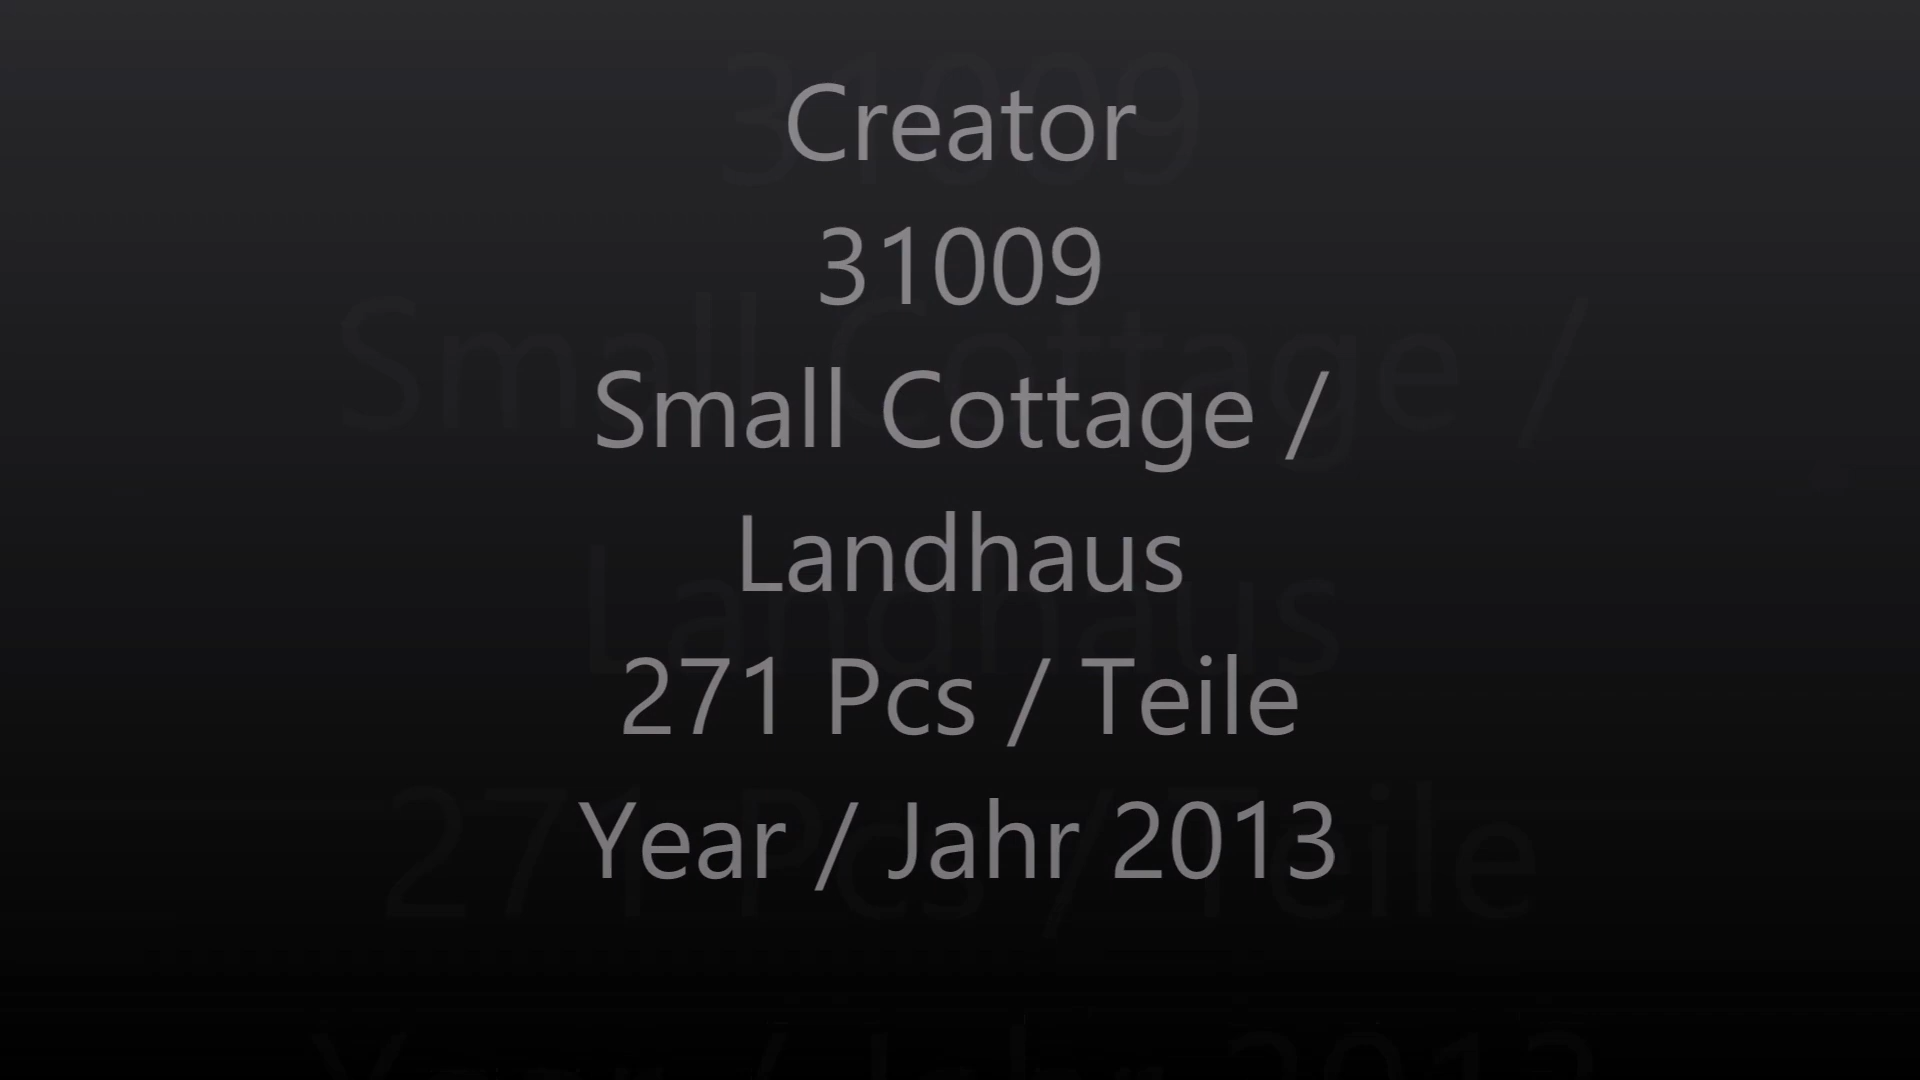 Creator
31009
Small Cottage /
Landhaus
271 Pcs / Teile
Year / Jahr 2013